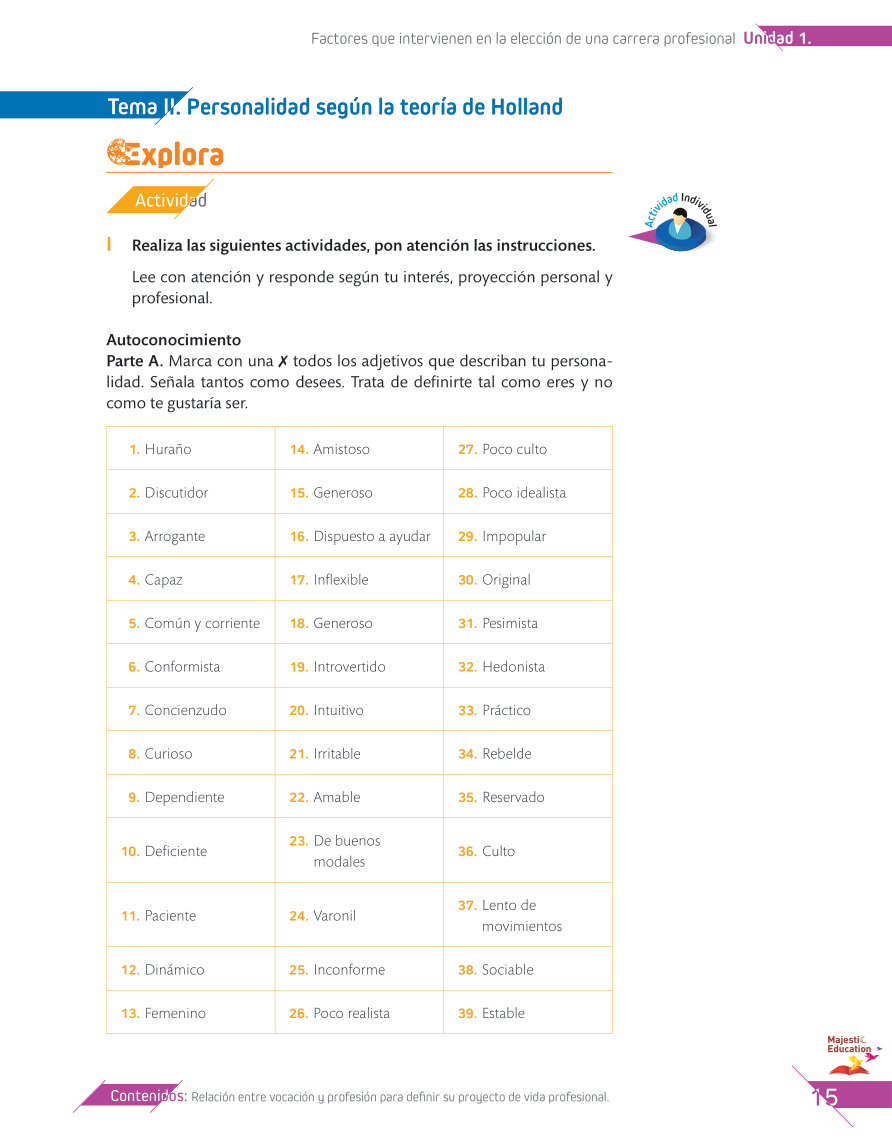 Factores que intervienen en la elección de una carrera profesional Unidad 1.
Tema II. Personalidad según la teoría de Holland
Explora
Actividad
Actividad Individual
I Realiza las siguientes actividades, pon atención las instrucciones.
Lee con atención y responde según tu interés, proyección personal y
profesional.
Autoconocimiento
Parte A. Marca con una ✗ todos los adjetivos que describan tu persona-
lidad. Señala tantos como desees. Trata de definirte tal como eres y no
como te gustaría ser.
1. Huraño 14. Amistoso 27. Poco culto
2. Discutidor 15. Generoso 28. Poco idealista
3. Arrogante 16. Dispuesto a ayudar 29. Impopular
4. Capaz 17. Inflexible 30. Original
5. Común y corriente 18. Generoso 31. Pesimista
6. Conformista 19. Introvertido 32. Hedonista
7. Concienzudo 20. Intuitivo 33. Práctico
8. Curioso 21. Irritable 34. Rebelde
9. Dependiente 22. Amable 35. Reservado
10. Deficiente 23. De buenos
modales 36. Culto
11. Paciente 24. Varonil 37. Lento de
movimientos
12. Dinámico 25. Inconforme 38. Sociable
13. Femenino 26. Poco realista 39. Estable
Majestic
Education
Contenidos: Relación entre vocación y profesión para definir su proyecto de vida profesional.
15